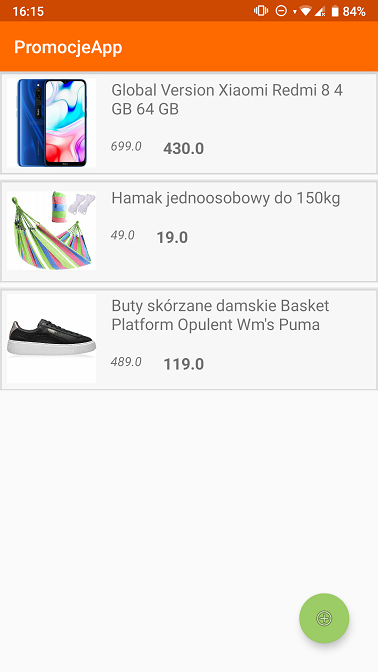 16:15
84%
PromocjeApp
Global Version Xiaomi Redmi 8 4
GB 64 GB
699.0 430.0
Hamak jednoosobowy do 150kg
49.0 19.0
Buty skórzane damskie Basket
Platform Opulent Wm's Puma
489.0 119.0